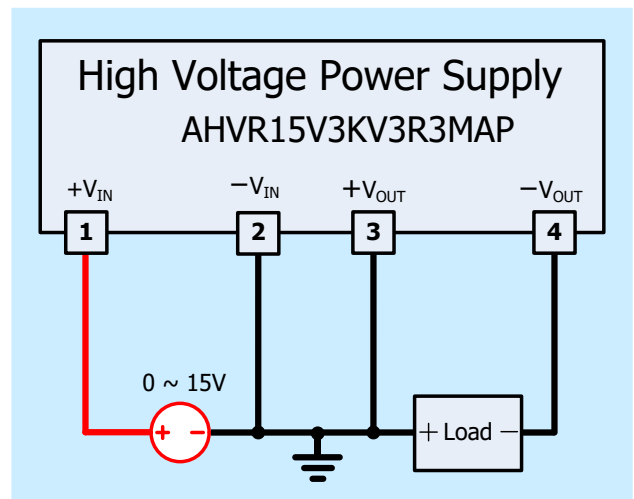 High Voltage Power Supply
AHVR15V3KV3R3MAP
+VIN −VIN +VOUT −VOUT
1 2 3 4
0 ~ 15V
+ −
+ Load −